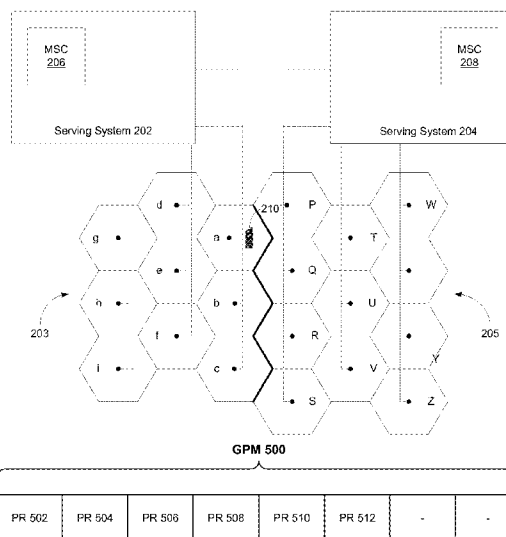 MSC
206
MSC
208
Serving System 202
Serving System 204
d
210
P
W
g
a
T
e
Q
h
b
U
203
205
f
R
Y
i
c
V
S
Z
GPM 500
PR 502
PR 504
PR 506
PR 508
PR 510
PR 512
-
-